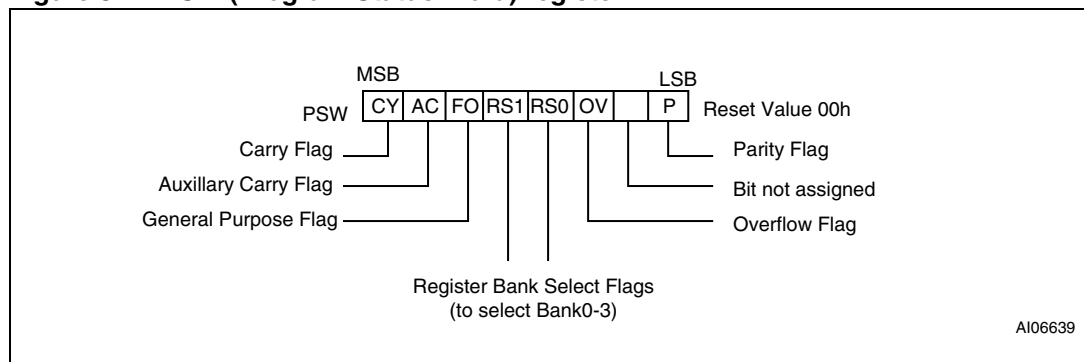 MSB LSB
PSW CY AC FO RS1 RS0 OV P Reset Value 00h
Carry Flag Parity Flag
Auxillary Carry Flag Bit not assigned
General Purpose Flag Overflow Flag
Register Bank Select Flags
(to select Bank0-3)
AI06639